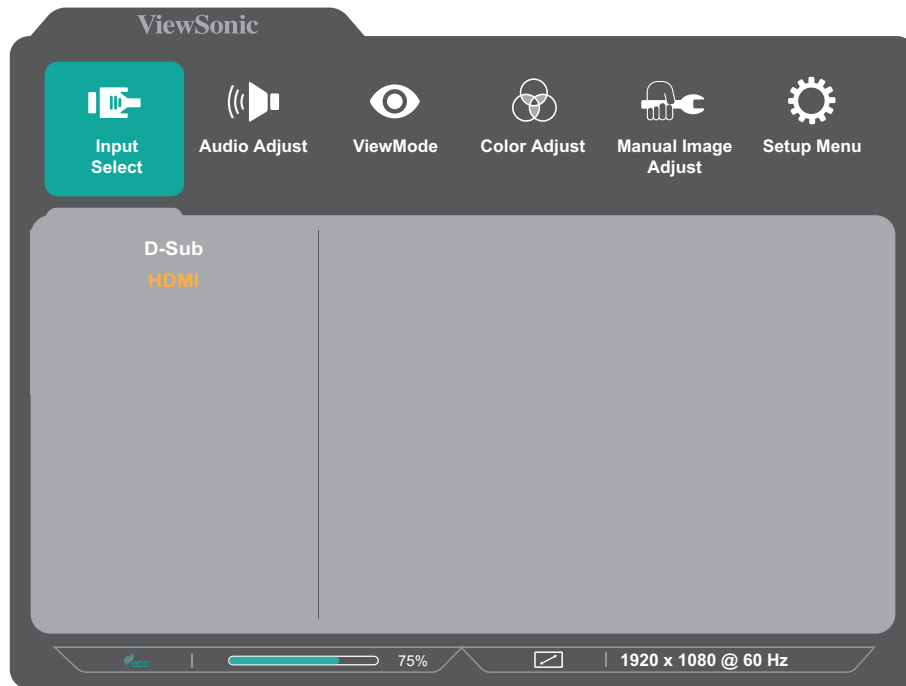 ViewSonic
Input
Select
Audio Adjust
ViewMode
Color Adjust
Manual Image
Adjust
Setup Menu
D-Sub
HDMI
eco
75%
1920 x 1080 @ 60 Hz